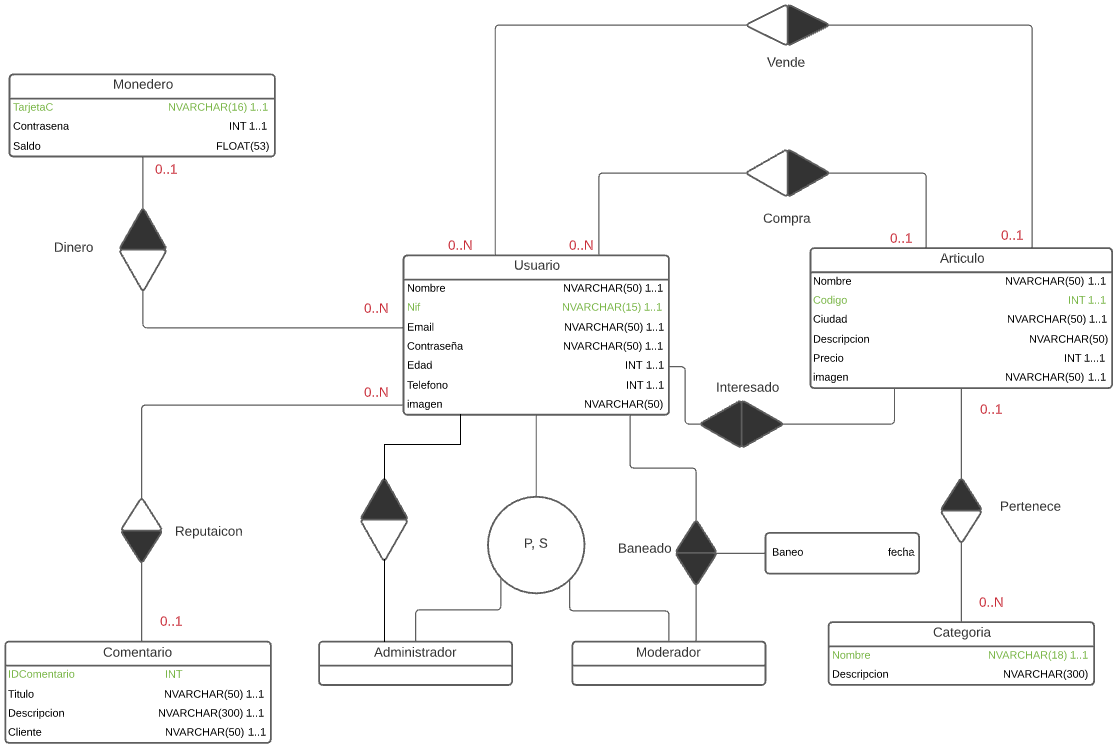 Vende
Monedero
TarjetaC NVARCHAR(16) 1..1
Contrasena INT 1..1
Saldo FLOAT(53)
0..1
Dinero
Compra
0..N
0..N
0..1
0..1
Usuario
Nombre NVARCHAR(50) 1..1
Nif NVARCHAR(15) 1..1
Email NVARCHAR(50) 1..1
Contraseña NVARCHAR(50) 1..1
Edad INT 1..1
Telefono INT 1..1
imagen NVARCHAR(50)
Articulo
Nombre NVARCHAR(50) 1..1
Codigo INT 1..1
Ciudad NVARCHAR(50) 1..1
Descripcion NVARCHAR(50)
Precio INT 1...1
imagen NVARCHAR(50) 1..1
0..N
0..N
Interesado
0..1
Reputaicon
P, S
Baneado
Baneo fecha
Pertenece
0..1
0..N
Comentario
IDComentario INT
Titulo NVARCHAR(50) 1..1
Descripcion NVARCHAR(300) 1..1
Cliente NVARCHAR(50) 1..1
Administrador
Moderador
Categoria
Nombre NVARCHAR(18) 1..1
Descripcion NVARCHAR(300)